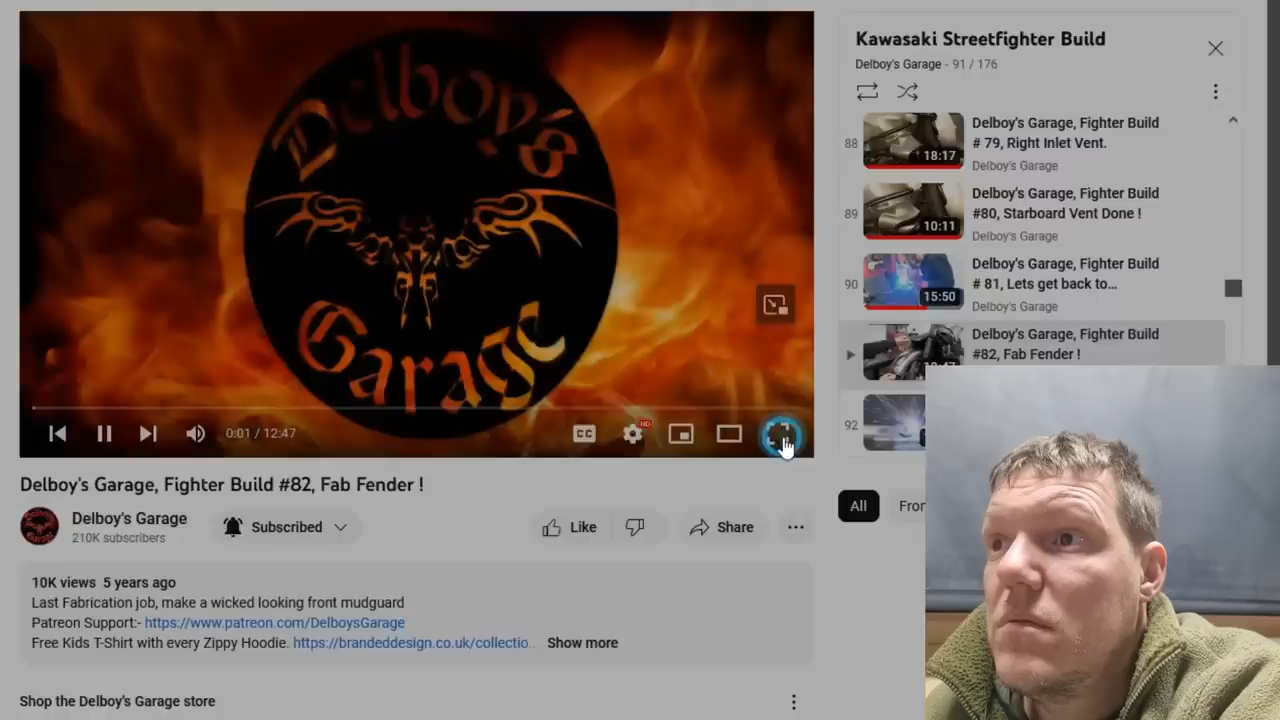 Delboy's
Garage
0:01 / 12:47
CC
HD
Delboy's Garage, Fighter Build #82, Fab Fender !
Delboy's Garage
210K subscribers
Subscribed
Like
Share
10K views 5 years ago
Last Fabrication job, make a wicked looking front mudguard
Patreon Support:- https://www.patreon.com/DelboysGarage
Free Kids T-Shirt with every Zippy Hoodie. https://brandeddesign.co.uk/collectio... Show more
Shop the Delboy's Garage store
Kawasaki Streetfighter Build
Delboy's Garage - 91 / 176
88
18:17
Delboy's Garage, Fighter Build
# 79, Right Inlet Vent.
Delboy's Garage
89
10:11
Delboy's Garage, Fighter Build
#80, Starboard Vent Done !
Delboy's Garage
90
15:50
Delboy's Garage, Fighter Build
# 81, Lets get back to...
Delboy's Garage
Delboy's Garage, Fighter Build
#82, Fab Fender !
92
All